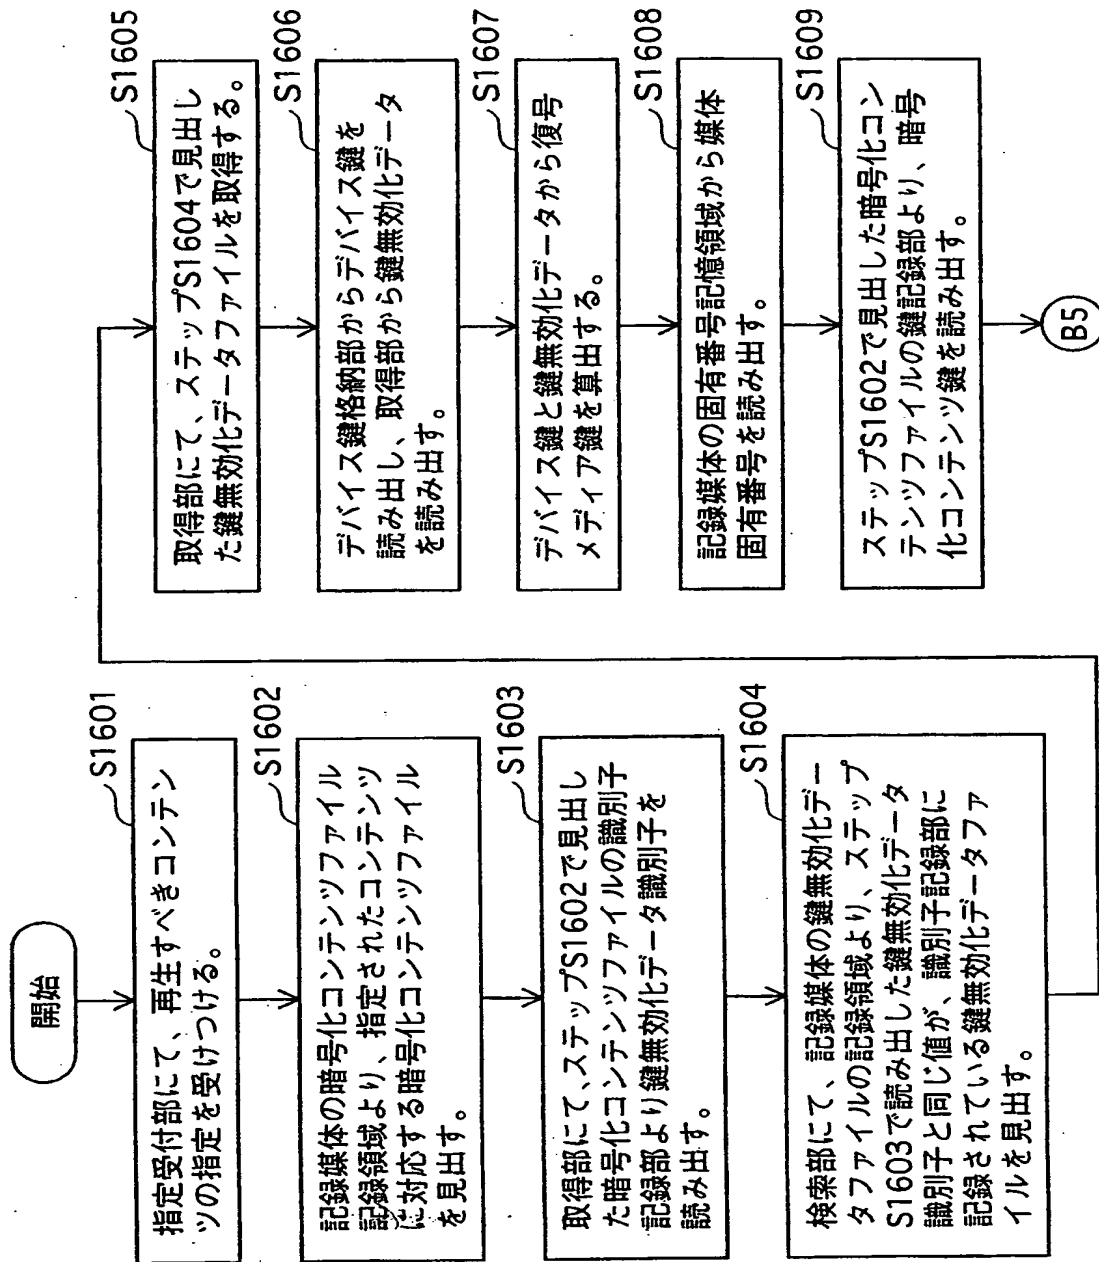 開始
S1601
指定受付部にて、再生すべきコンテン
ツの指定を受けつける。
S1602
記録媒体の暗号化コンテンツファイル
記録領域より、指定されたコンテンツ
に対応する暗号化コンテンツファイル
を見出す。
S1603
取得部にて、ステップS1602で見出し
た暗号化コンテンツファイルの識別子
記録部より鍵無効化データ識別子を
読み出す。
S1604
検索部にて、記録媒体の鍵無効化デー
タファイルの記録領域より、ステップ
S1603で読み出した鍵無効化データ
識別子と同じ値が、識別子記録部に
記録されている鍵無効化データファ
イルを見出す。
S1605
取得部にて、ステップS1604で見出し
た鍵無効化データファイルを取得する。
S1606
デバイス鍵格納部からデバイス鍵を
読み出し、取得部から鍵無効化データ
を読み出す。
S1607
デバイス鍵と鍵無効化データから復号
メディア鍵を算出する。
S1608
記録媒体の固有番号記憶領域から媒体
固有番号を読み出す。
S1609
ステップS1602で見出した暗号化コン
テンツファイルの鍵記録部より、暗号
化コンテンツ鍵を読み出す。
B5